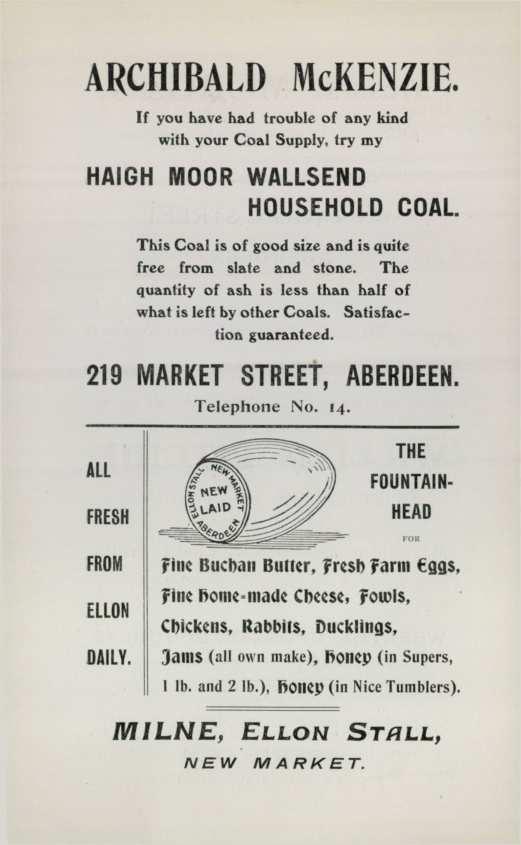 ARCHIBALD McKENZIE.
If you have had trouble of any kind
with your Coal Supply, try my
HAIGH MOOR WALLSEND
HOUSEHOLD COAL.
This Coal is of good size and is quite
free from slate and stone. The
quantity of ash is less than half of
what is left by other Coals. Satisfac-
tion guaranteed.
219 MARKET STREET, ABERDEEN.
Telephone No. 14.
ALL
FRESH
FROM
ELLON
DAILY.
ELLON STALL NEW MARKET
NEW
LAID
ABERDEEN
THE
FOUNTAIN-
HEAD
FOR
Fine Buchan Butter, Fresh Farm Eggs,
Fine Home-made Cheese, Fowls,
Chickens, Rabbits, Ducklings,
Jams (all own make), Honey (in Supers,
1 lb. and 2 lb.), Honey (in Nice Tumblers).
MILNE, ELLON STALL,
NEW MARKET.